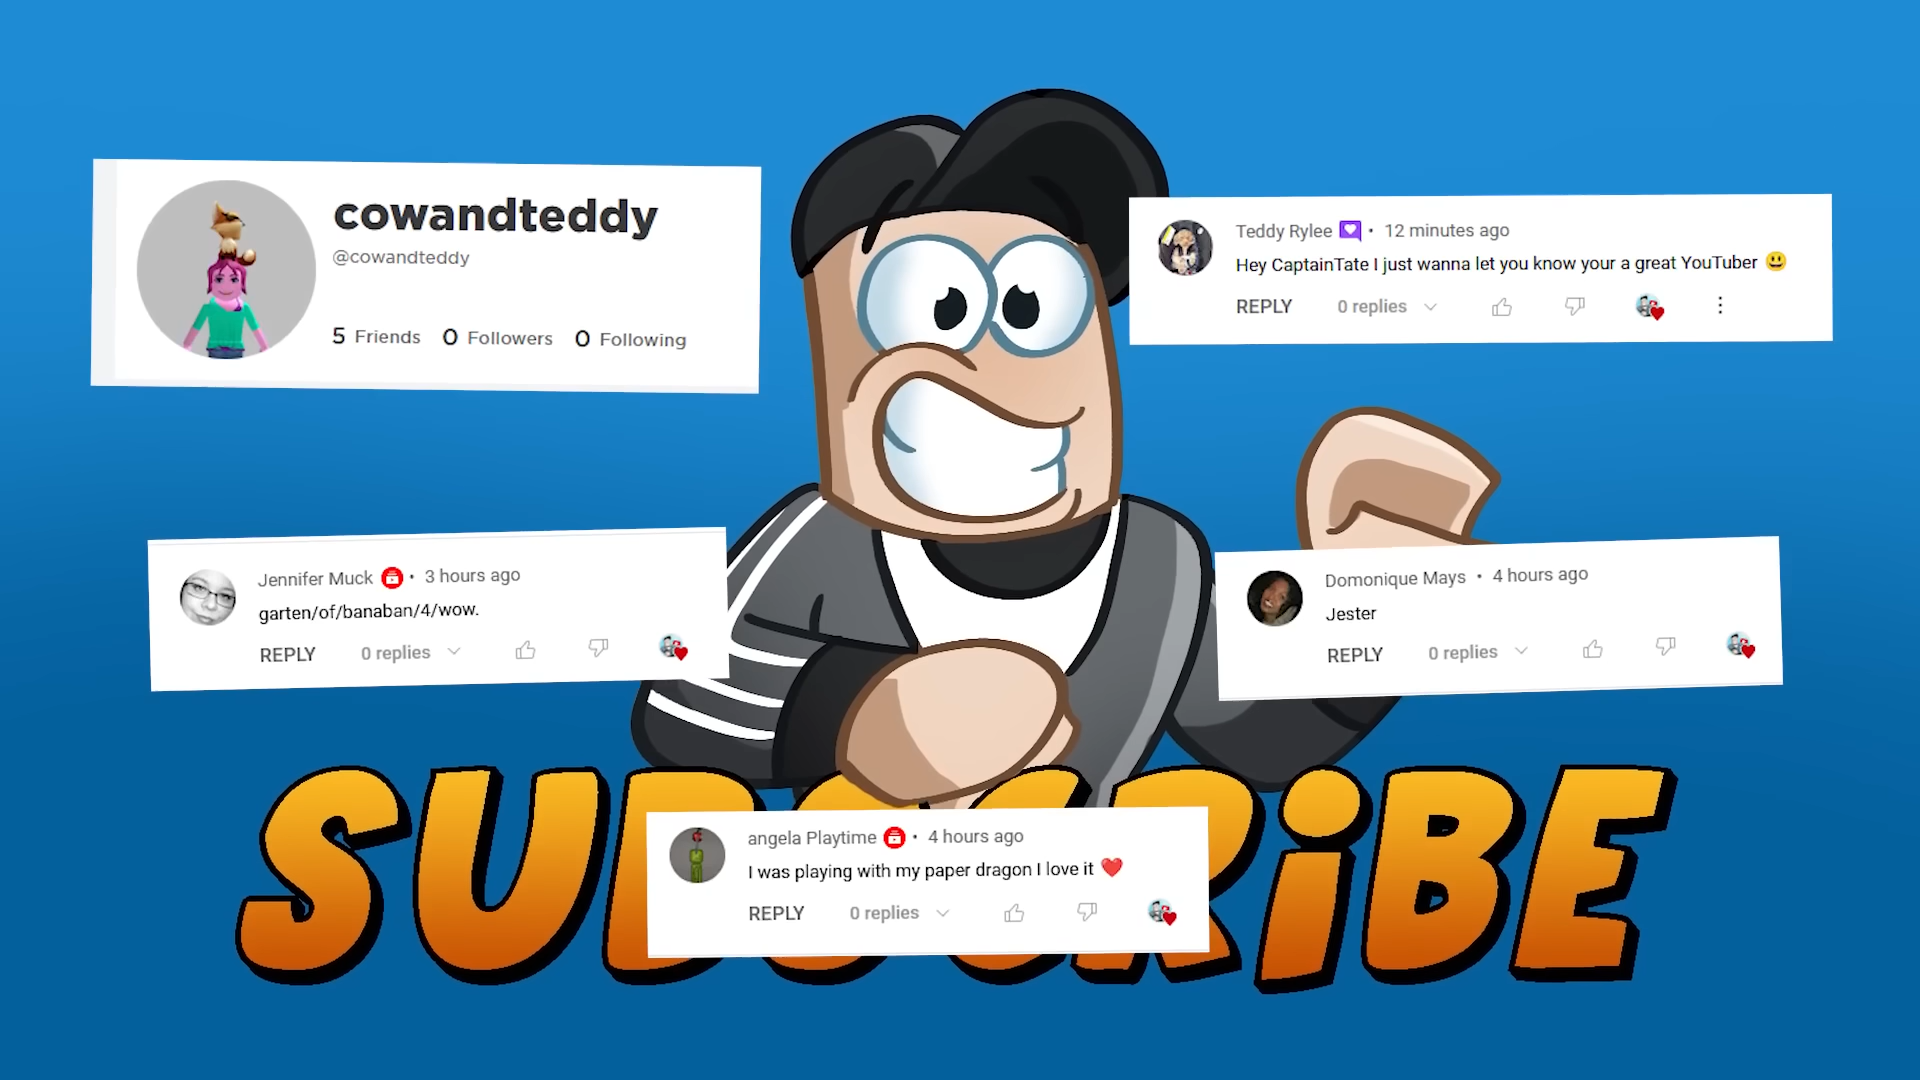 cowandteddy
@cowandteddy
5 Friends 0 Followers 0 Following
Teddy Rylee • 12 minutes ago
Hey CaptainTate I just wanna let you know your a great YouTuber 😃
REPLY 0 replies
Jennifer Muck • 3 hours ago
garten/of/banaban/4/wow.
REPLY 0 replies
Domonique Mays • 4 hours ago
Jester
REPLY 0 replies
SUBSCRiBE
angela Playtime • 4 hours ago
I was playing with my paper dragon I love it ❤️
REPLY 0 replies